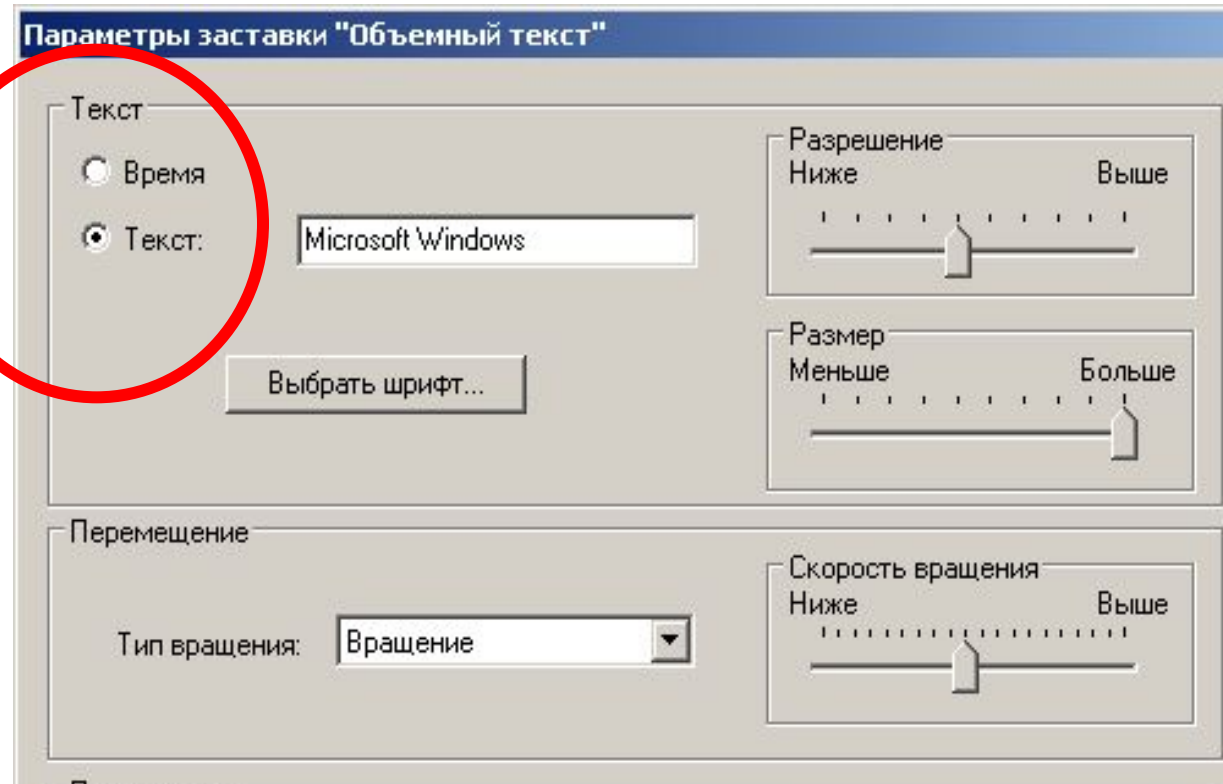 Параметры заставки "Объемный текст"
Текст
Время
Текст:
Microsoft Windows
Выбрать шрифт...
Разрешение
Ниже Выше
Размер
Меньше Больше
Перемещение
Тип вращения:
Вращение
Скорость вращения
Ниже Выше